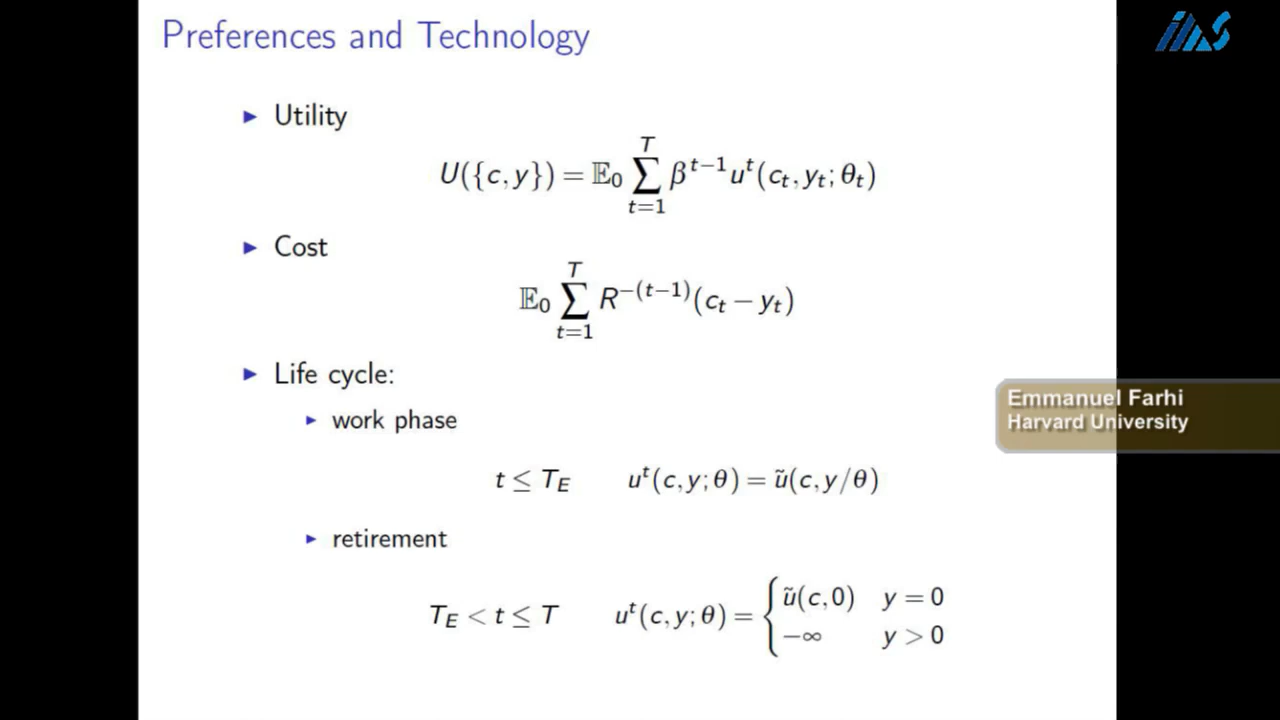 Preferences and Technology
IHS
▶ Utility
U({c,y}) = 𝔼₀ ∑_{t=1}^{T} β^{t−1} u^t(c_t, y_t; θ_t)
▶ Cost
𝔼₀ ∑_{t=1}^{T} R^{−(t−1)} (c_t − y_t)
▶ Life cycle:
▶ work phase
t ≤ T_E u^t(c,y;θ) = ũ(c,y/θ)
▶ retirement
T_E < t ≤ T u^t(c,y;θ) = { ũ(c,0) y = 0
−∞ y > 0
Emmanuel Farhi
Harvard University